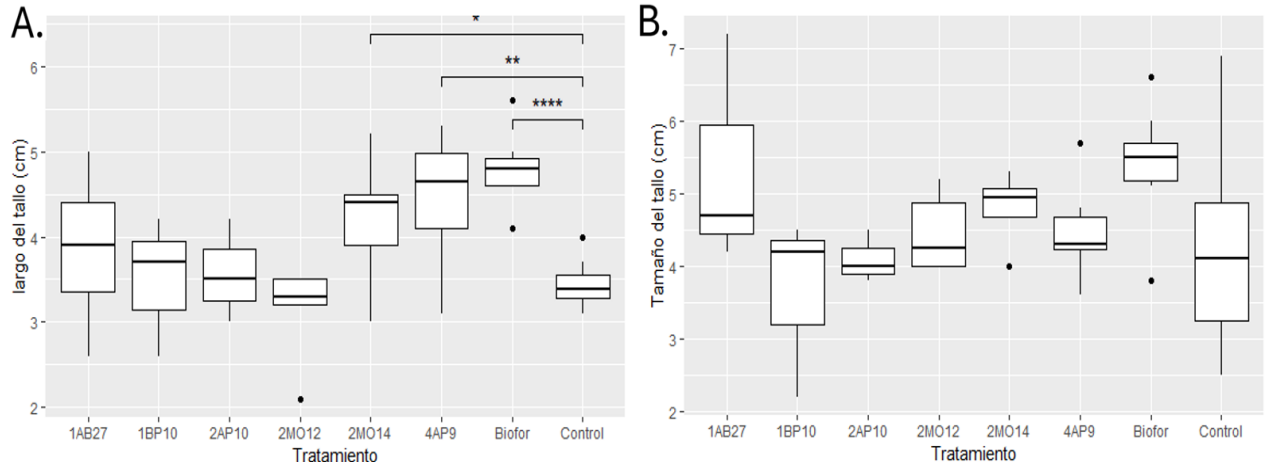 A.
largo del tallo (cm)
6
5
4
3
2
*
**
****
1AB27 1BP10 2AP10 2MO12 2MO14 4AP9 Biofor Control
Tratamiento
B.
Tamaño del tallo (cm)
7
6
5
4
3
2
1AB27 1BP10 2AP10 2MO12 2MO14 4AP9 Biofor Control
Tratamiento